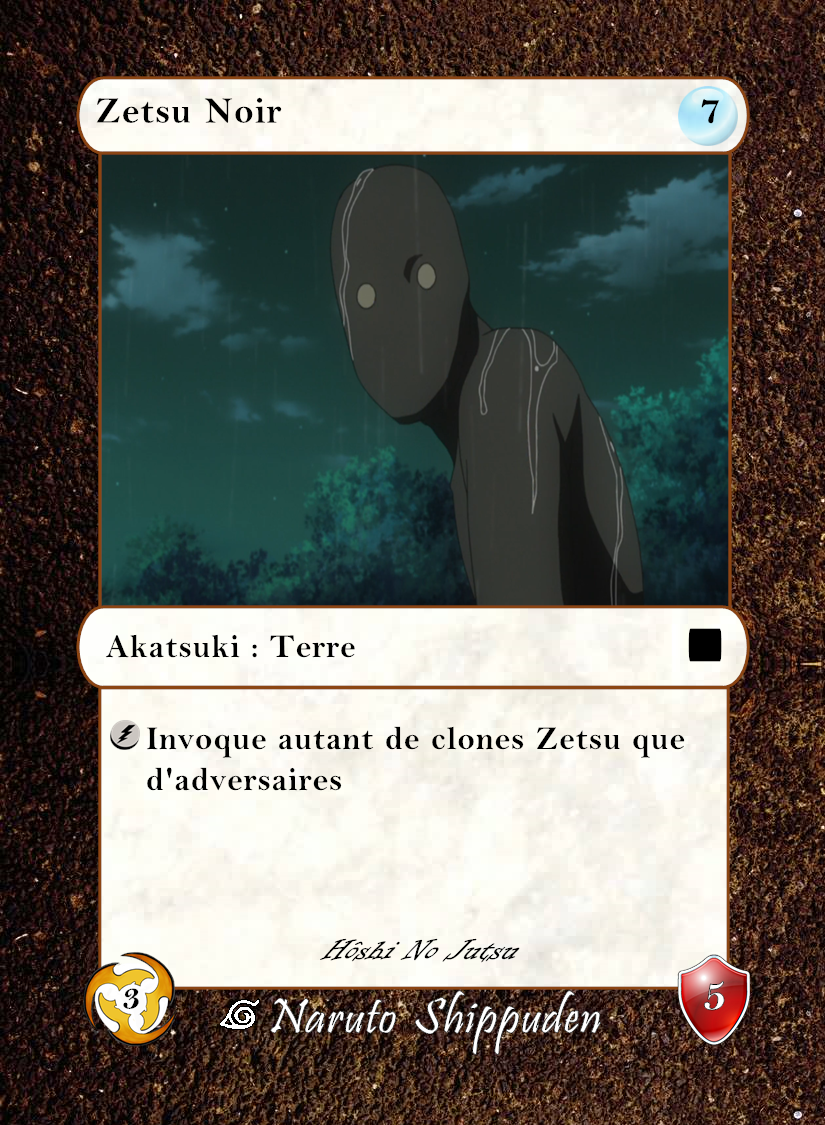 Zetsu Noir
7
Akatsuki : Terre
Invoque autant de clones Zetsu que
d'adversaires
Hôshi No Jutsu
3
Naruto Shippuden
5